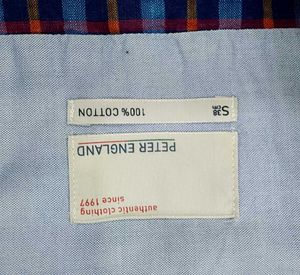 authentic clothing
since 1997
PETER ENGLAND
S 38 CM 100% COTTON